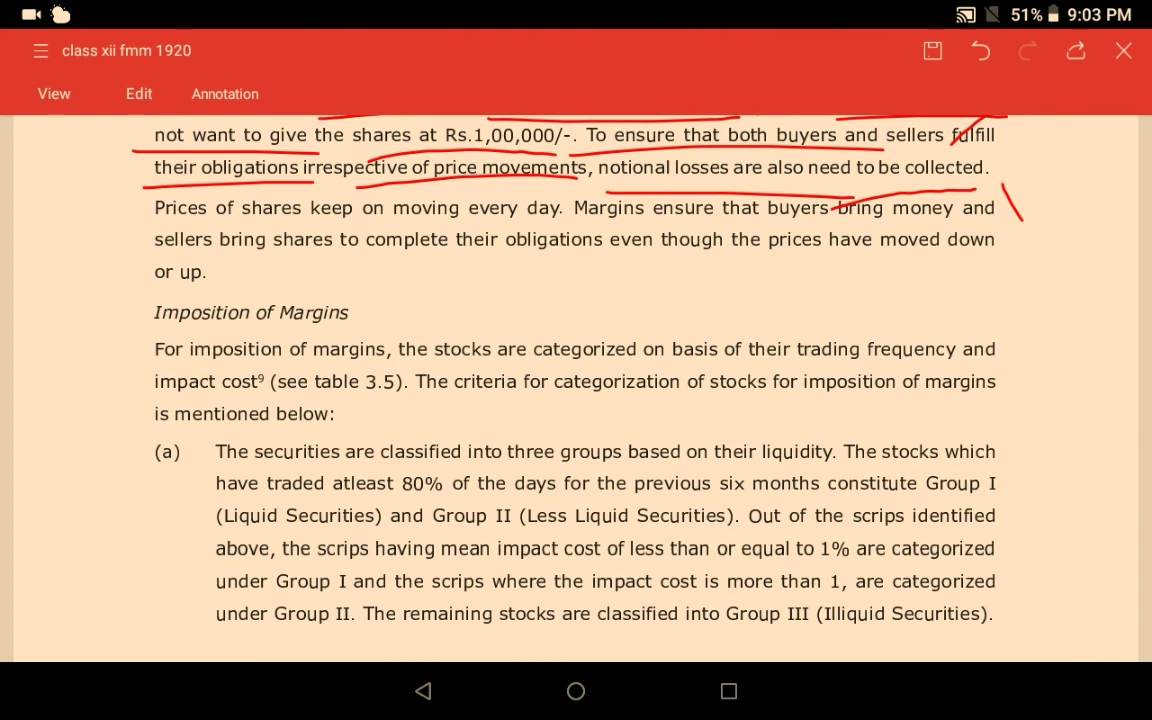 51% 9:03 PM
class xii fmm 1920
View Edit Annotation
not want to give the shares at Rs.1,00,000/-. To ensure that both buyers and sellers fulfill
their obligations irrespective of price movements, notional losses are also need to be collected.
Prices of shares keep on moving every day. Margins ensure that buyers bring money and
sellers bring shares to complete their obligations even though the prices have moved down
or up.
Imposition of Margins
For imposition of margins, the stocks are categorized on basis of their trading frequency and
impact cost⁹ (see table 3.5). The criteria for categorization of stocks for imposition of margins
is mentioned below:
(a) The securities are classified into three groups based on their liquidity. The stocks which
have traded atleast 80% of the days for the previous six months constitute Group I
(Liquid Securities) and Group II (Less Liquid Securities). Out of the scrips identified
above, the scrips having mean impact cost of less than or equal to 1% are categorized
under Group I and the scrips where the impact cost is more than 1, are categorized
under Group II. The remaining stocks are classified into Group III (Illiquid Securities).